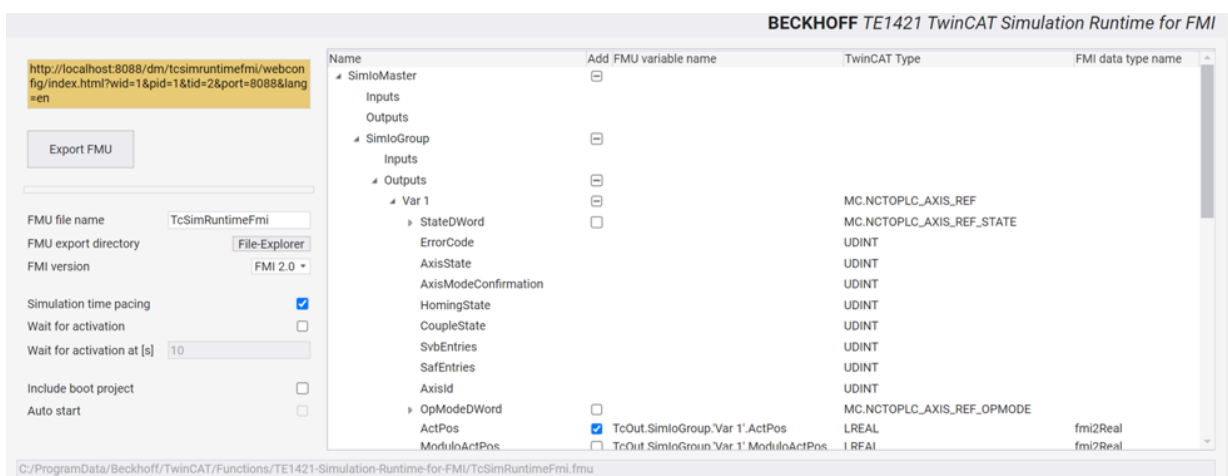 BECKHOFF TE1421 TwinCAT Simulation Runtime for FMI
http://localhost:8088/dm/tcsimruntimefmi/webcon
fig/index.html?wid=1&pid=1&tid=2&port=8088&lang
=en
Export FMU
FMU file name TcSimRuntimeFmi
FMU export directory File-Explorer
FMI version FMI 2.0
Simulation time pacing
Wait for activation
Wait for activation at [s] 10
Include boot project
Auto start
Name Add FMU variable name TwinCAT Type FMI data type name
SimIoMaster
Inputs
Outputs
SimIoGroup
Inputs
Outputs
Var 1 MC.NCTOPLC_AXIS_REF
StateDWord MC.NCTOPLC_AXIS_REF_STATE
ErrorCode UDINT
AxisState UDINT
AxisModeConfirmation UDINT
HomingState UDINT
CoupleState UDINT
SvbEntries UDINT
SafEntries UDINT
AxisId UDINT
OpModeDWord MC.NCTOPLC_AXIS_REF_OPMODE
ActPos TcOut.SimIoGroup.'Var 1'.ActPos LREAL fmi2Real
ModuloActPos TcOut.SimIoGroup.'Var 1'.ModuloActPos LREAL fmi2Real
C:/ProgramData/Beckhoff/TwinCAT/Functions/TE1421-Simulation-Runtime-for-FMI/TcSimRuntimeFmi.fmu